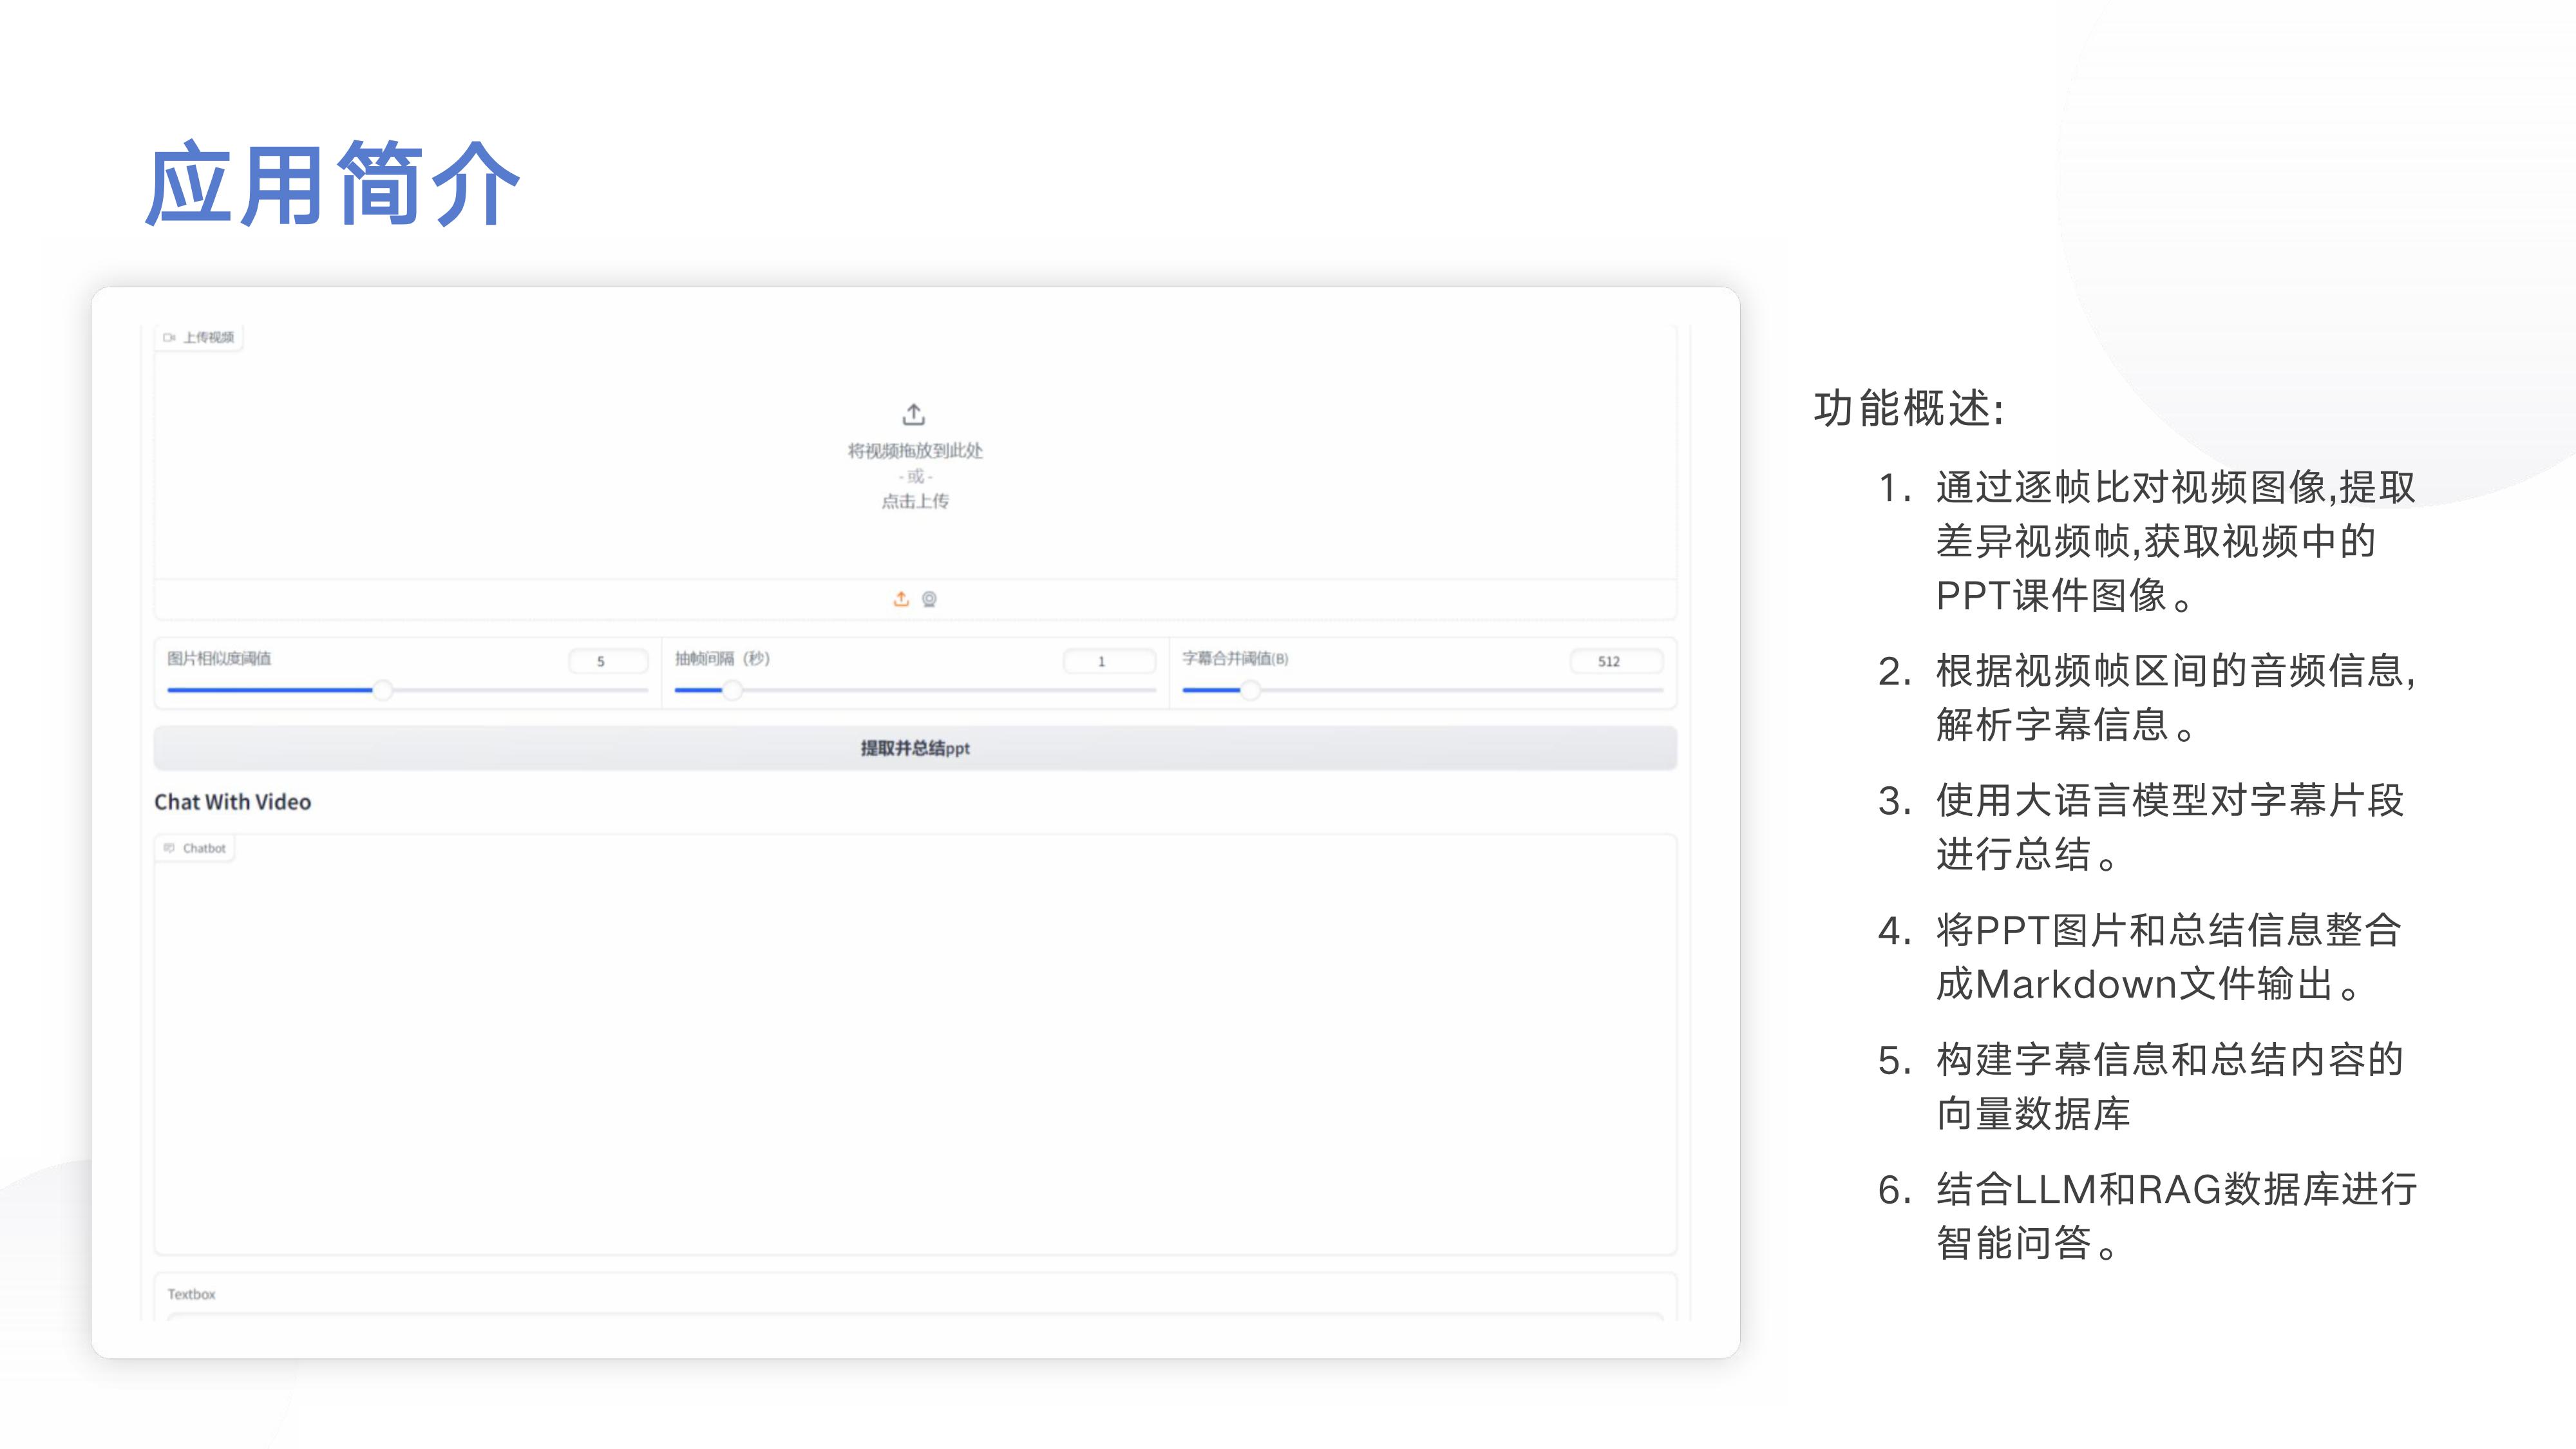 应用简介
上传视频
将视频拖放到此处
- 或 -
点击上传
图片相似度阈值
5
抽帧间隔（秒）
1
字幕合并阈值(B)
512
提取并总结ppt
Chat With Video
Chatbot
Textbox
功能概述:
1. 通过逐帧比对视频图像,提取
差异视频帧,获取视频中的
PPT课件图像。
2. 根据视频帧区间的音频信息,
解析字幕信息。
3. 使用大语言模型对字幕片段
进行总结。
4. 将PPT图片和总结信息整合
成Markdown文件输出。
5. 构建字幕信息和总结内容的
向量数据库
6. 结合LLM和RAG数据库进行
智能问答。